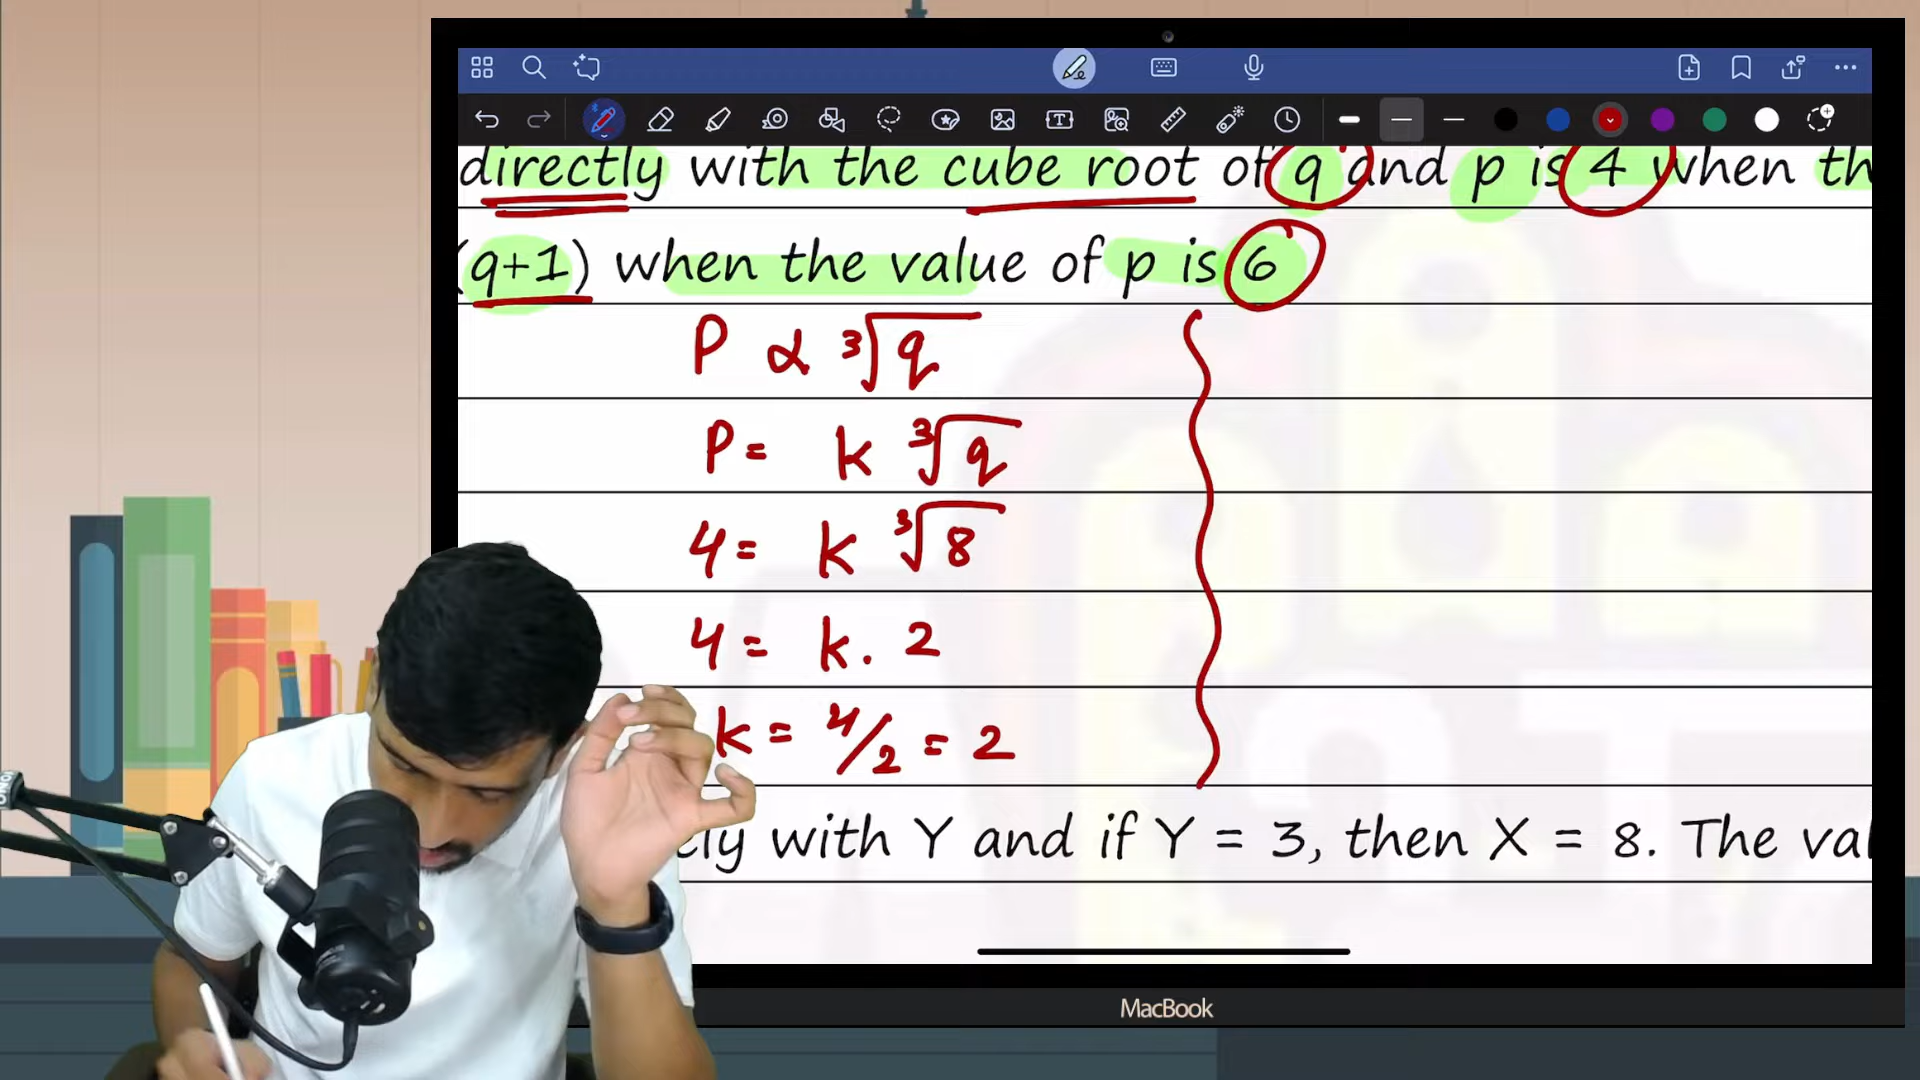 directly with the cube root of q and p is 4 when th
(q+1) when the value of p is 6
P α ∛q
P = k ∛q
4 = k ∛8
4 = k . 2
k = 4/2 = 2
ely with Y and if Y = 3, then X = 8. The val
MacBook